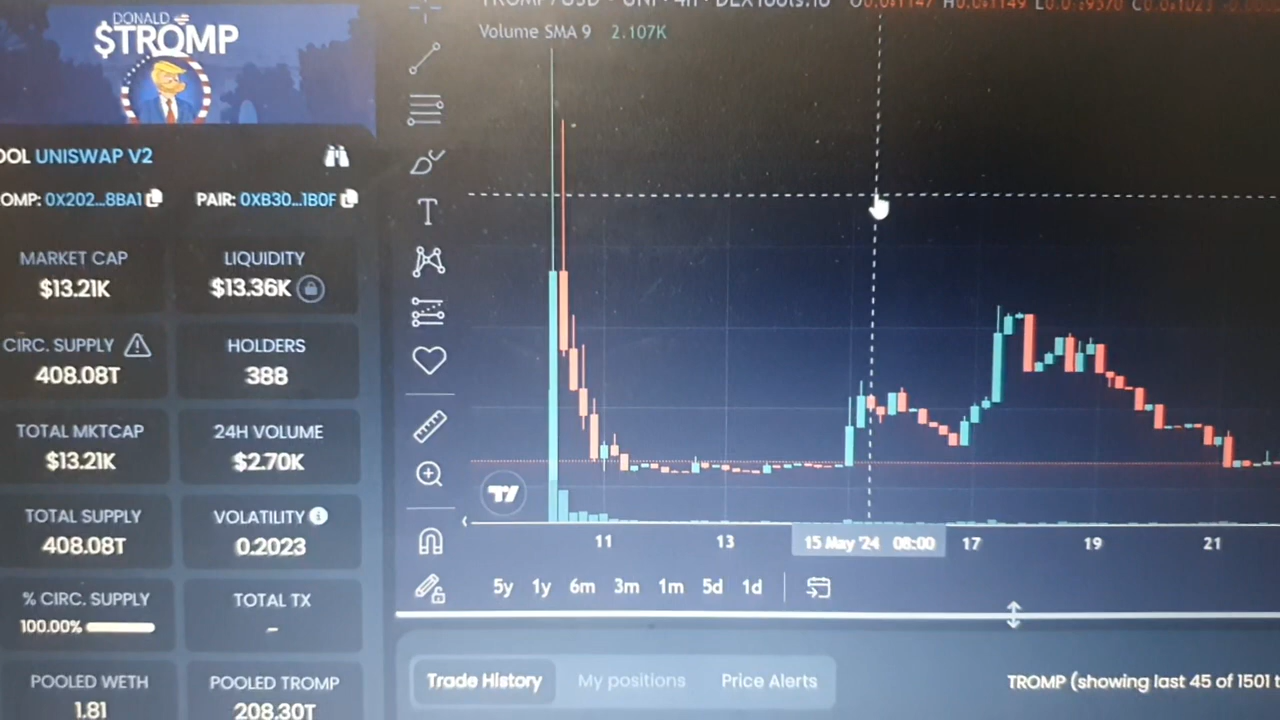 DONALD
$TROMP
Volume SMA 9 2.107K
UNISWAP V2
OMP: 0X202...8BA1 PAIR: 0XB30...1B0F
MARKET CAP LIQUIDITY
$13.21K $13.36K
CIRC. SUPPLY HOLDERS
408.08T 388
TOTAL MKTCAP 24H VOLUME
$13.21K $2.70K
TOTAL SUPPLY VOLATILITY
408.08T 0.2023
% CIRC. SUPPLY TOTAL TX
100.00% -
POOLED WETH POOLED TROMP
1.81 208.30T
11 13 15 May '24 08:00 17 19 21
5y 1y 6m 3m 1m 5d 1d
Trade History My positions Price Alerts
TROMP (showing last 45 of 1501